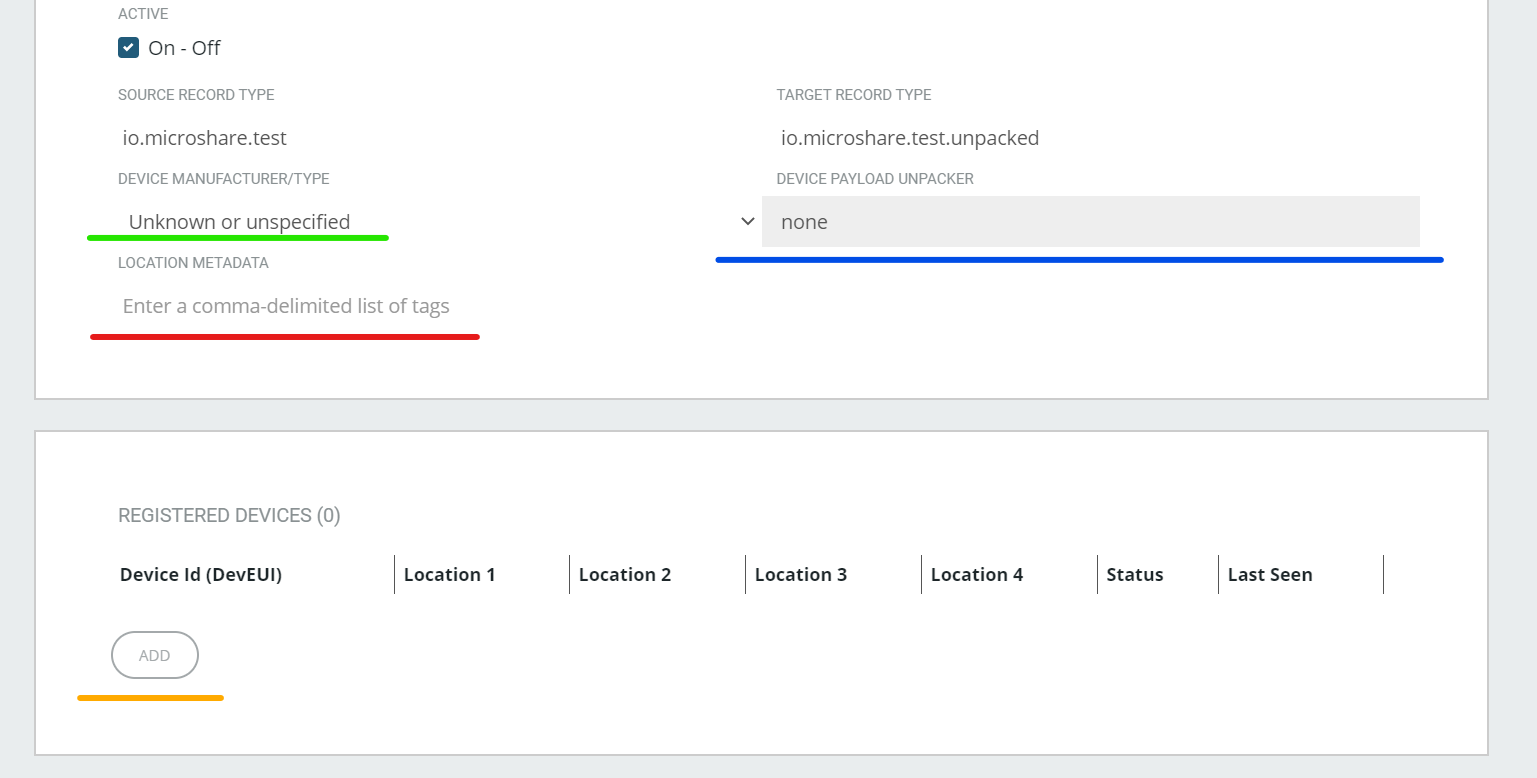 ACTIVE
On - Off
SOURCE RECORD TYPE
TARGET RECORD TYPE
io.microshare.test
io.microshare.test.unpacked
DEVICE MANUFACTURER/TYPE
DEVICE PAYLOAD UNPACKER
Unknown or unspecified
none
LOCATION METADATA
Enter a comma-delimited list of tags
REGISTERED DEVICES (0)
Device Id (DevEUI) Location 1 Location 2 Location 3 Location 4 Status Last Seen
ADD